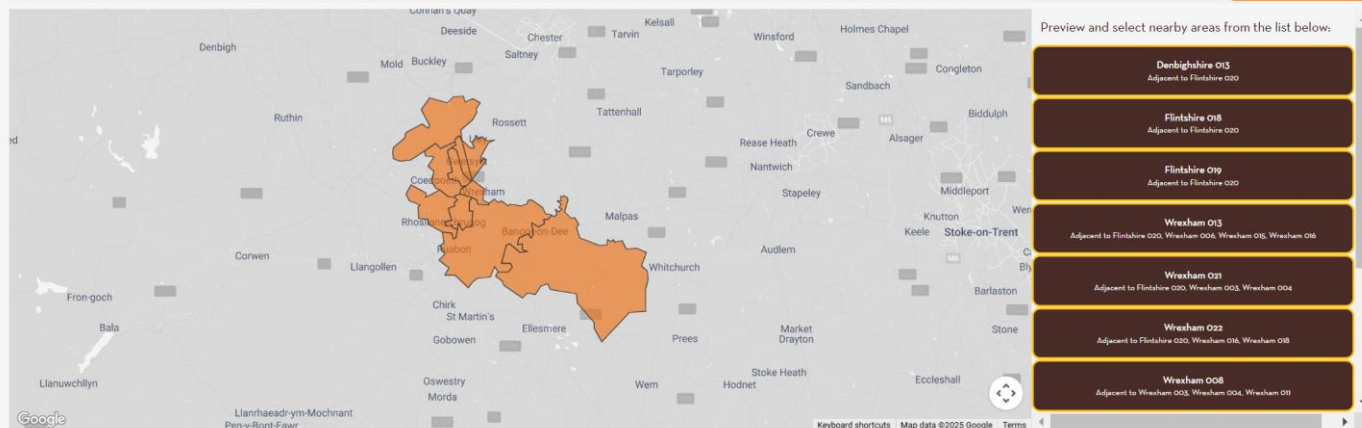 Connah's Quay
Deeside
Kelsall
Denbigh
Chester
Tarvin
Winsford
Holmes Chapel
Saltney
Mold
Buckley
Congleton
Tarporley
Sandbach
Tattenhall
Biddulph
Ruthin
Rossett
Crewe
M6
Alsager
Rease Heath
Nantwich
Wrexham
Stapeley
Middleport
Malpas
Knutton
Keele
Stoke-on-Trent
Bangor-on-Dee
Audlem
M6
Ruabon
Corwen
Llangollen
Whitchurch
Fron-goch
Barlaston
Chirk
St Martin's
Bala
Ellesmere
Market
Drayton
Stone
Gobowen
Prees
Stoke Heath
Llanuwchllyn
Oswestry
Wern
Hodnet
Eccleshall
Morda
Llanrhaeadr-ym-Mochnant
Pen-y-Bont-Fawr
Google
Keyboard shortcuts
Map data ©2025 Google
Terms
Preview and select nearby areas from the list below:
Denbighshire 013
Adjacent to Flintshire 020
Flintshire 018
Adjacent to Flintshire 020
Flintshire 019
Adjacent to Flintshire 020
Wrexham 013
Adjacent to Flintshire 020, Wrexham 006, Wrexham 015, Wrexham 016
Wrexham 021
Adjacent to Flintshire 020, Wrexham 003, Wrexham 004
Wrexham 022
Adjacent to Flintshire 020, Wrexham 016, Wrexham 018
Wrexham 008
Adjacent to Wrexham 003, Wrexham 004, Wrexham 011